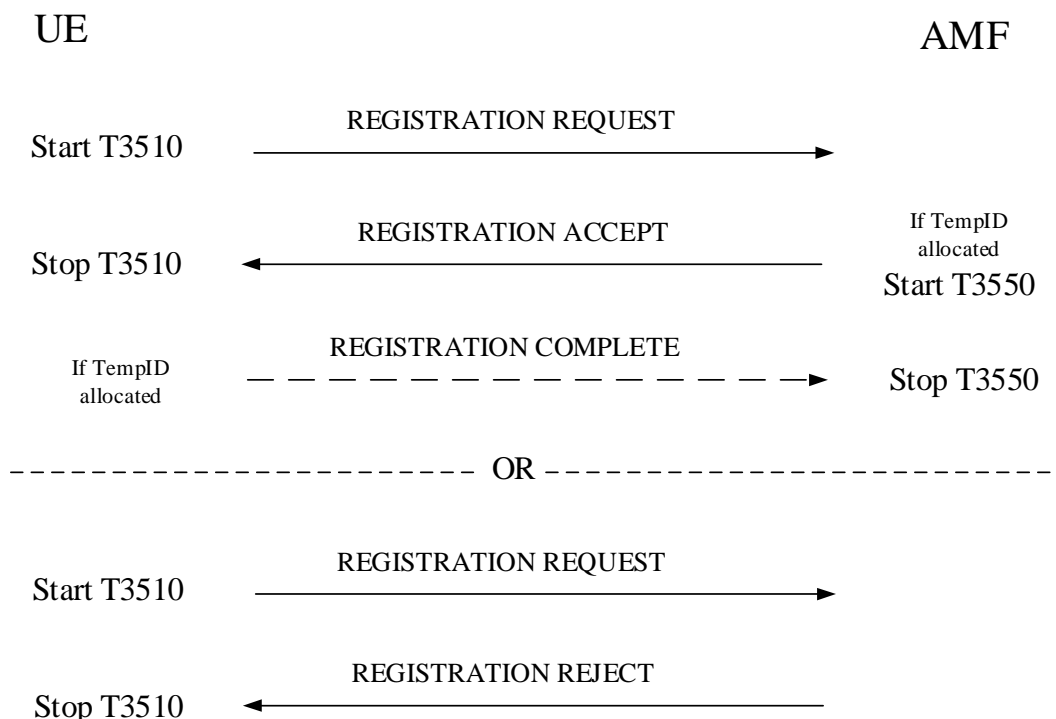 UE
AMF
REGISTRATION REQUEST
Start T3510
REGISTRATION ACCEPT
If TempID
allocated
Stop T3510
Start T3550
REGISTRATION COMPLETE
If TempID
allocated
Stop T3550
OR
REGISTRATION REQUEST
Start T3510
REGISTRATION REJECT
Stop T3510